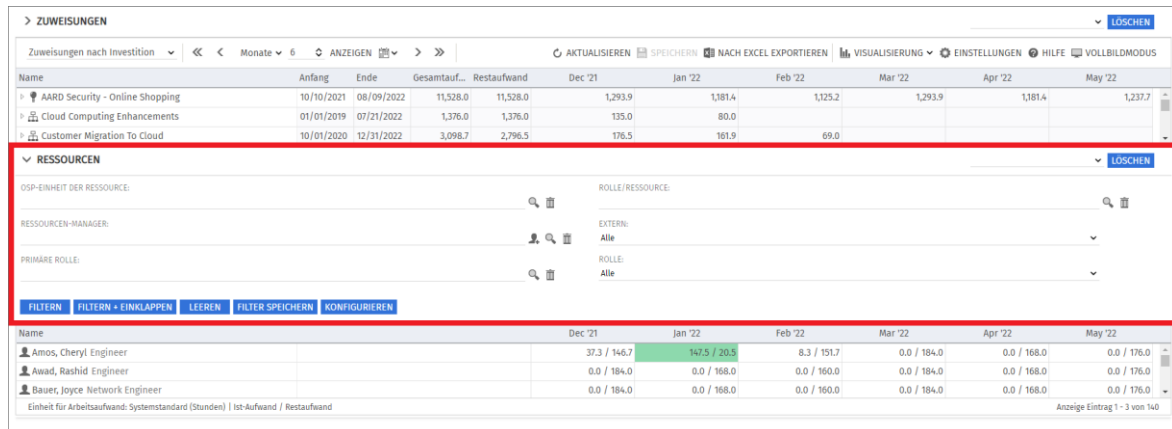 ZUWEISUNGEN LÖSCHEN
Zuweisungen nach Investition Monate 6 ANZEIGEN AKTUALISIEREN SPEICHERN NACH EXCEL EXPORTIEREN VISUALISIERUNG EINSTELLUNGEN HILFE VOLLBILDMODUS
Name Anfang Ende Gesamtauf... Restaufwand Dec '21 Jan '22 Feb '22 Mar '22 Apr '22 May '22
AARD Security - Online Shopping 10/10/2021 08/09/2022 11,528.0 11,528.0 1,293.9 1,181.4 1,125.2 1,293.9 1,181.4 1,237.7
Cloud Computing Enhancements 01/01/2019 07/21/2022 1,376.0 1,376.0 135.0 80.0
Customer Migration To Cloud 10/01/2020 12/31/2022 3,098.7 2,796.5 176.5 161.9 69.0
RESSOURCEN LÖSCHEN
OSP-EINHEIT DER RESSOURCE: ROLLE/RESSOURCE:
RESSOURCEN-MANAGER: EXTERN:
Alle
PRIMÄRE ROLLE: ROLLE:
Alle
FILTERN FILTERN + EINKLAPPEN LEEREN FILTER SPEICHERN KONFIGURIEREN
Name Dec '21 Jan '22 Feb '22 Mar '22 Apr '22 May '22
Amos, Cheryl Engineer 37.3 / 146.7 147.5 / 20.5 8.3 / 151.7 0.0 / 184.0 0.0 / 168.0 0.0 / 176.0
Awad, Rashid Engineer 0.0 / 184.0 0.0 / 168.0 0.0 / 160.0 0.0 / 184.0 0.0 / 168.0 0.0 / 176.0
Bauer, Joyce Network Engineer 0.0 / 184.0 0.0 / 168.0 0.0 / 160.0 0.0 / 184.0 0.0 / 168.0 0.0 / 176.0
Einheit für Arbeitsaufwand: Systemstandard (Stunden) | Ist-Aufwand / Restaufwand Anzeige Eintrag 1 - 3 von 140